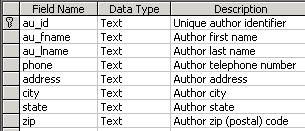 Field Name Data Type Description
au_id Text Unique author identifier
au_fname Text Author first name
au_lname Text Author last name
phone Text Author telephone number
address Text Author address
city Text Author city
state Text Author state
zip Text Author zip (postal) code